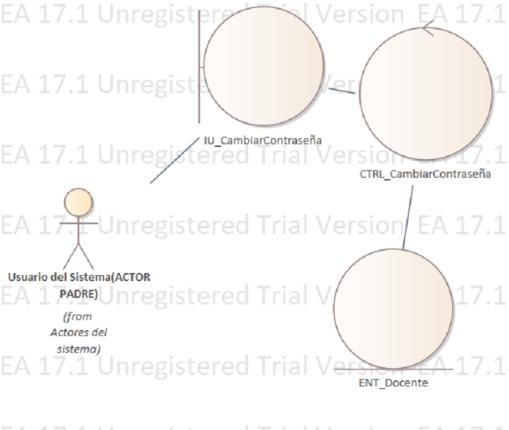 EA 17.1 Unregistered Trial Version EA 17.1
EA 17.1 Unregistered Trial Version EA 17.1
IU_CambiarContraseña
EA 17.1 Unregistered Trial Version EA 17.1
CTRL_CambiarContraseña
EA 17.1 Unregistered Trial Version EA 17.1
Usuario del Sistema(ACTOR
PADRE)
EA 17.1 Unregistered Trial Version EA 17.1
(from
Actores del
sistema)
EA 17.1 Unregistered Trial Version EA 17.1
ENT_Docente